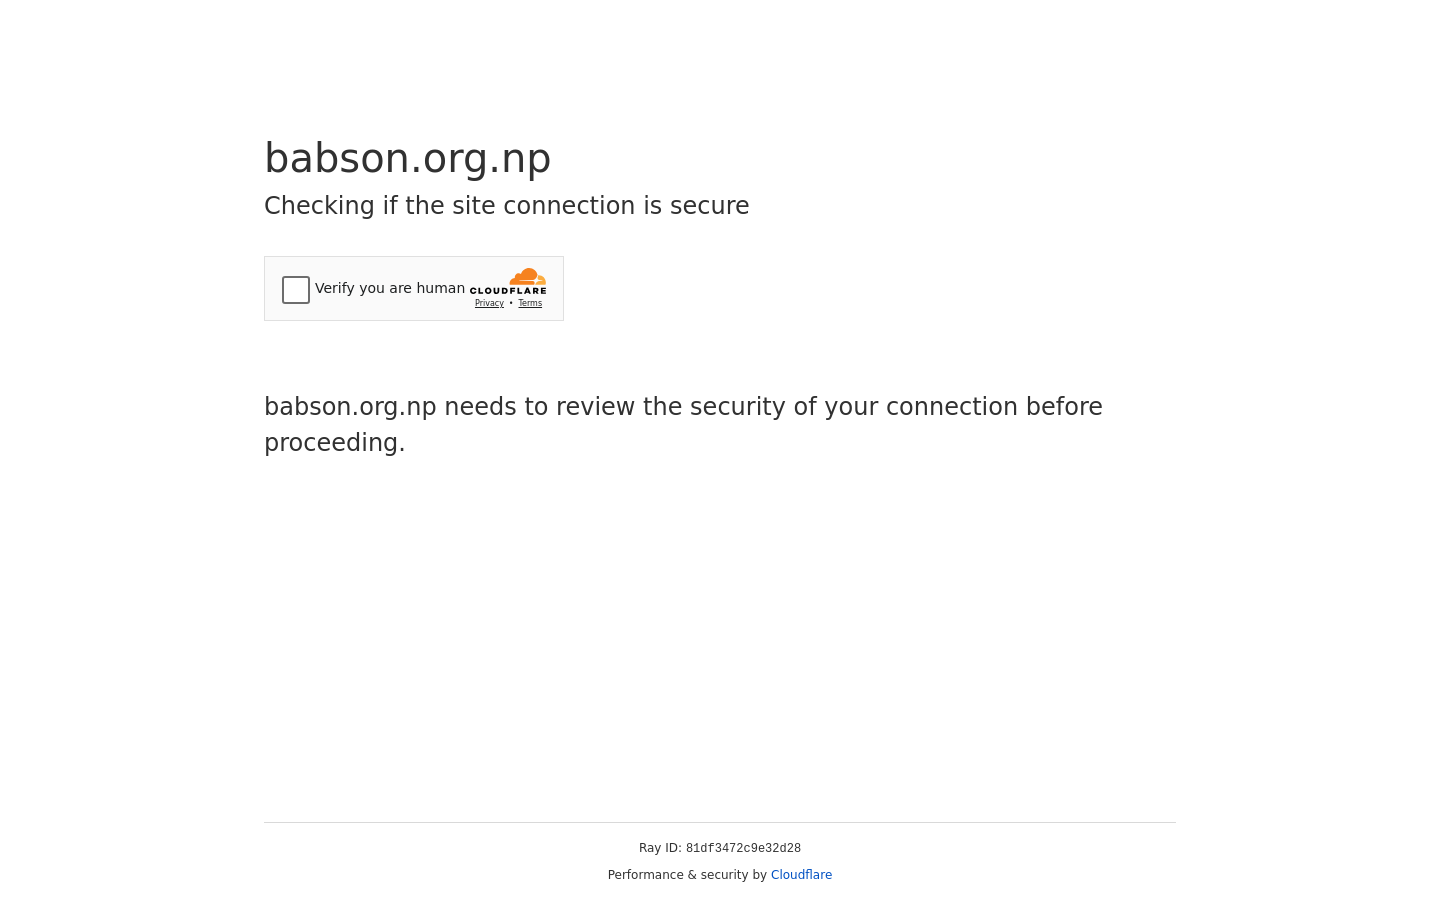 babson.org.np
Checking if the site connection is secure
Verify you are human
CLOUDFLARE
Privacy • Terms
babson.org.np needs to review the security of your connection before
proceeding.
Ray ID: 81df3472c9e32d28
Performance & security by Cloudflare